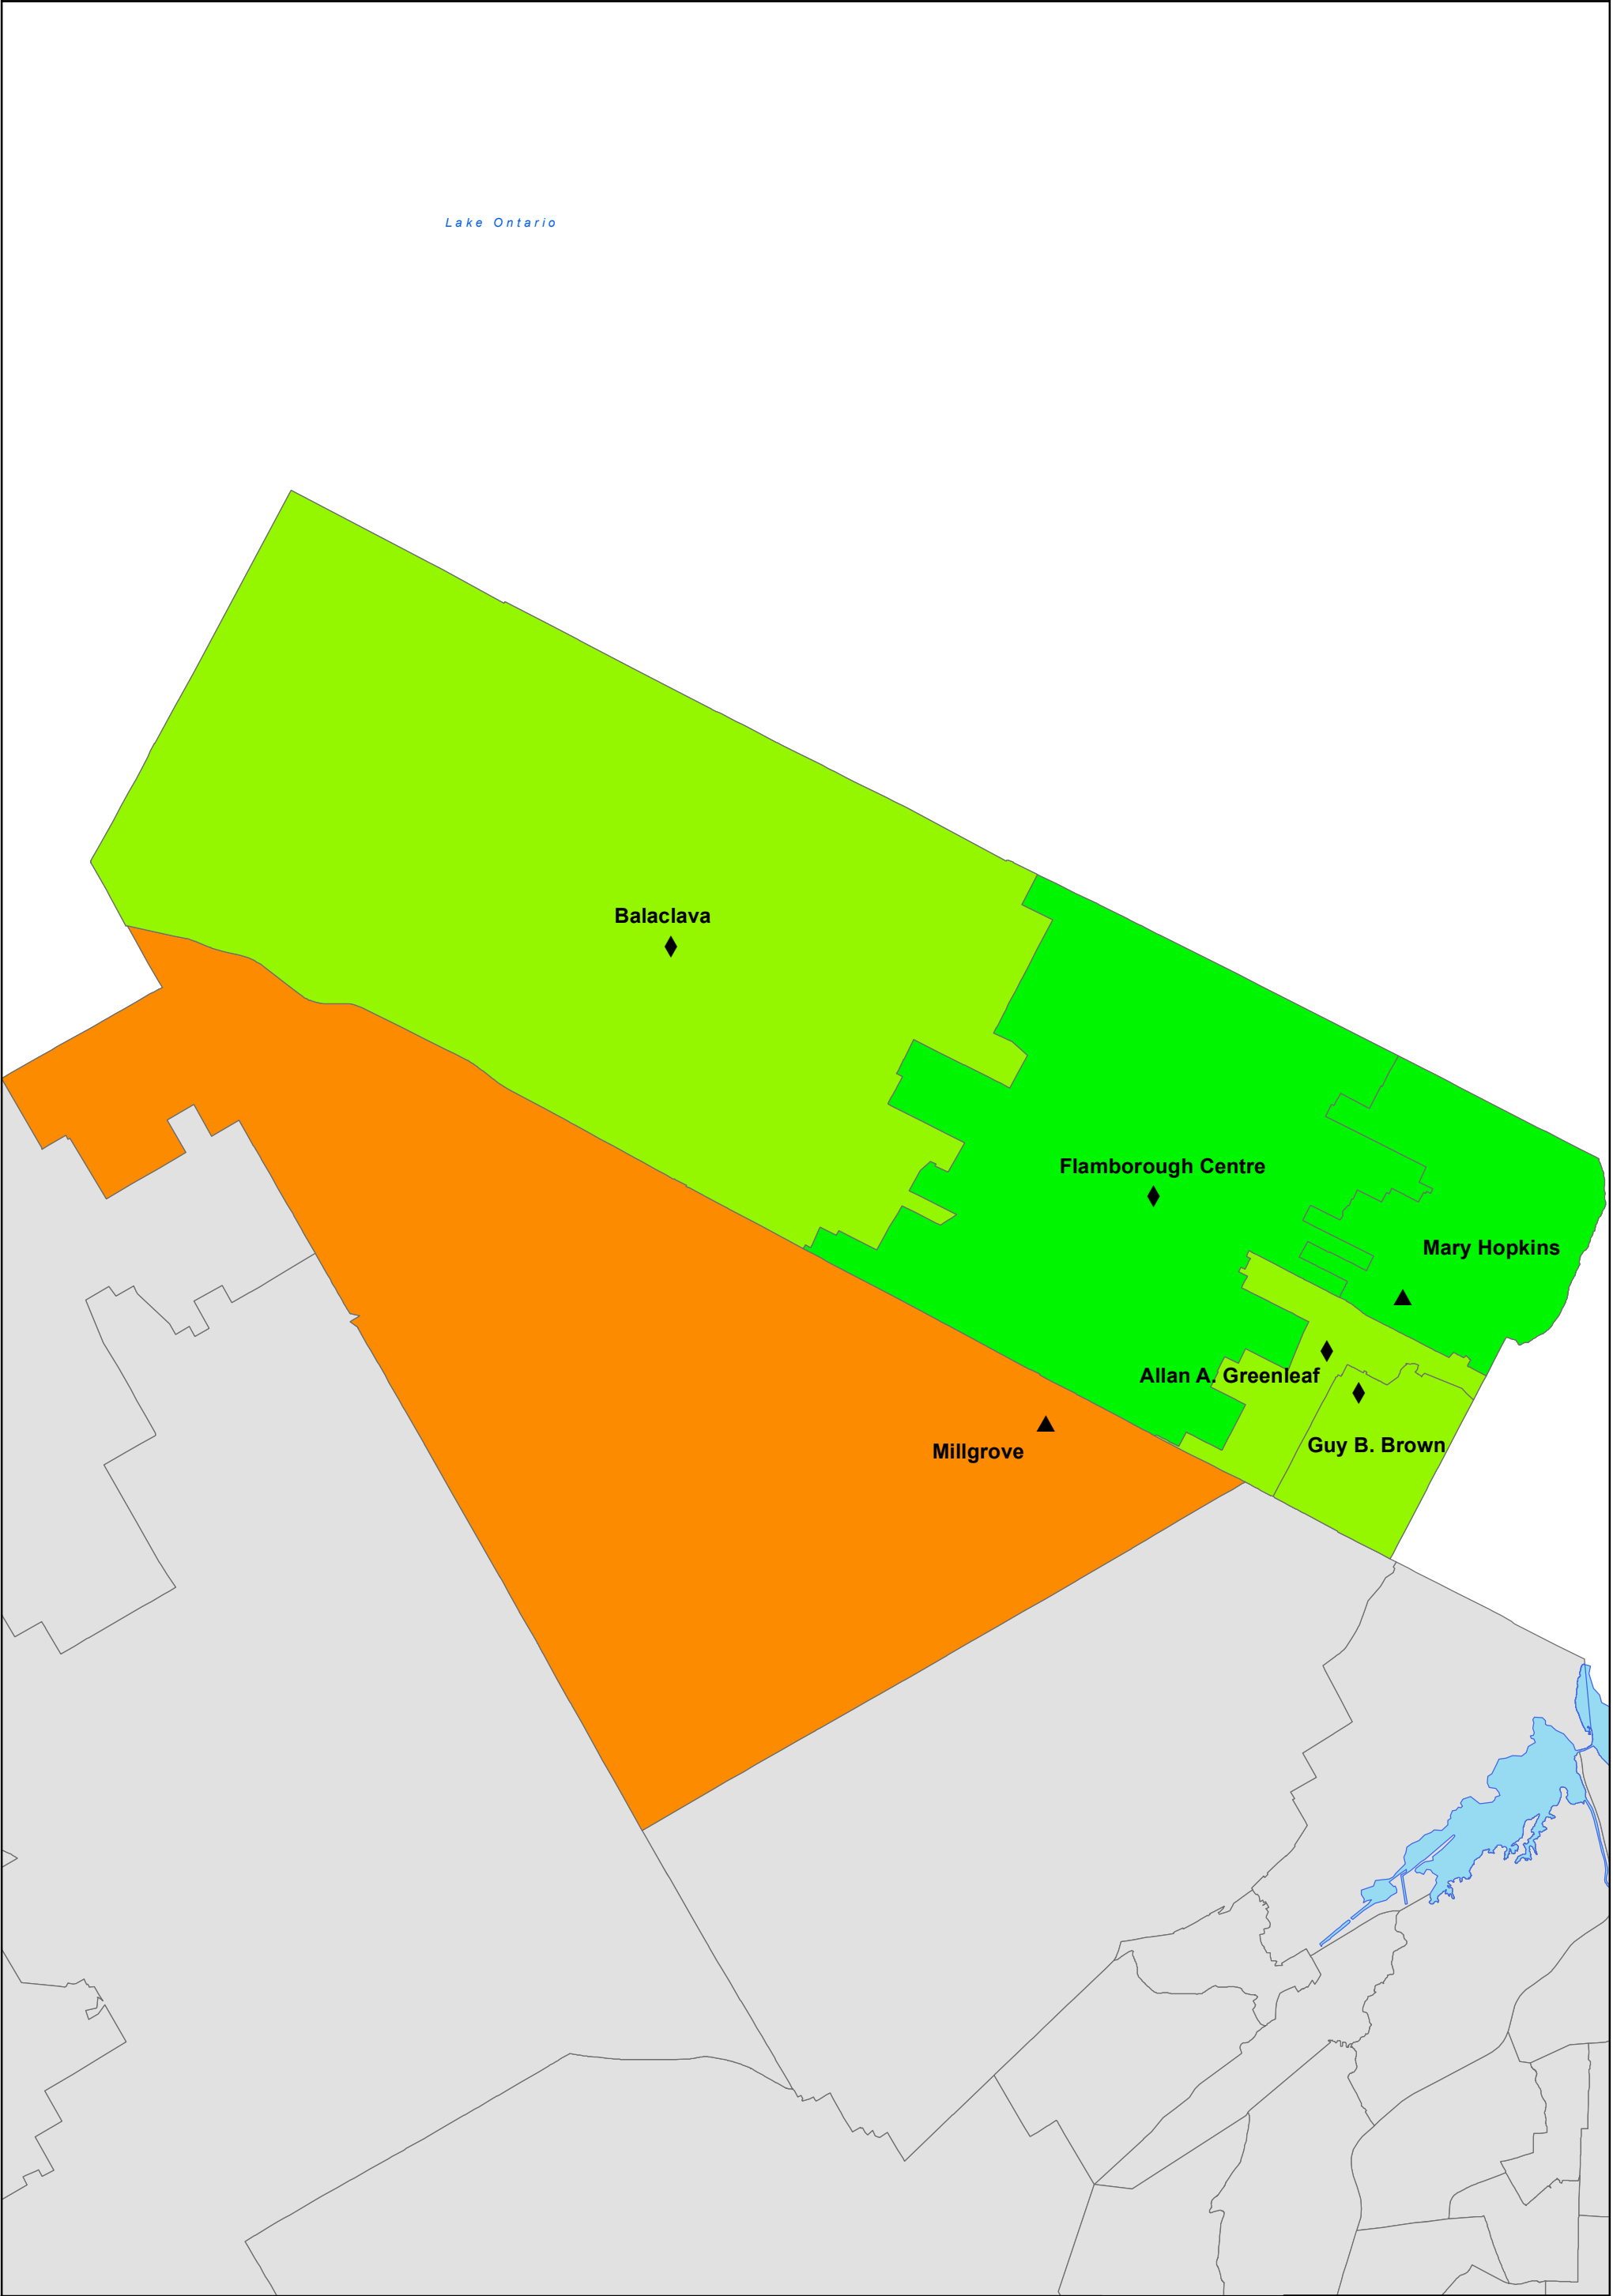 Lake Ontario
Balaclava
Flamborough Centre
Mary Hopkins
Allan A. Greenleaf
Guy B. Brown
Millgrove